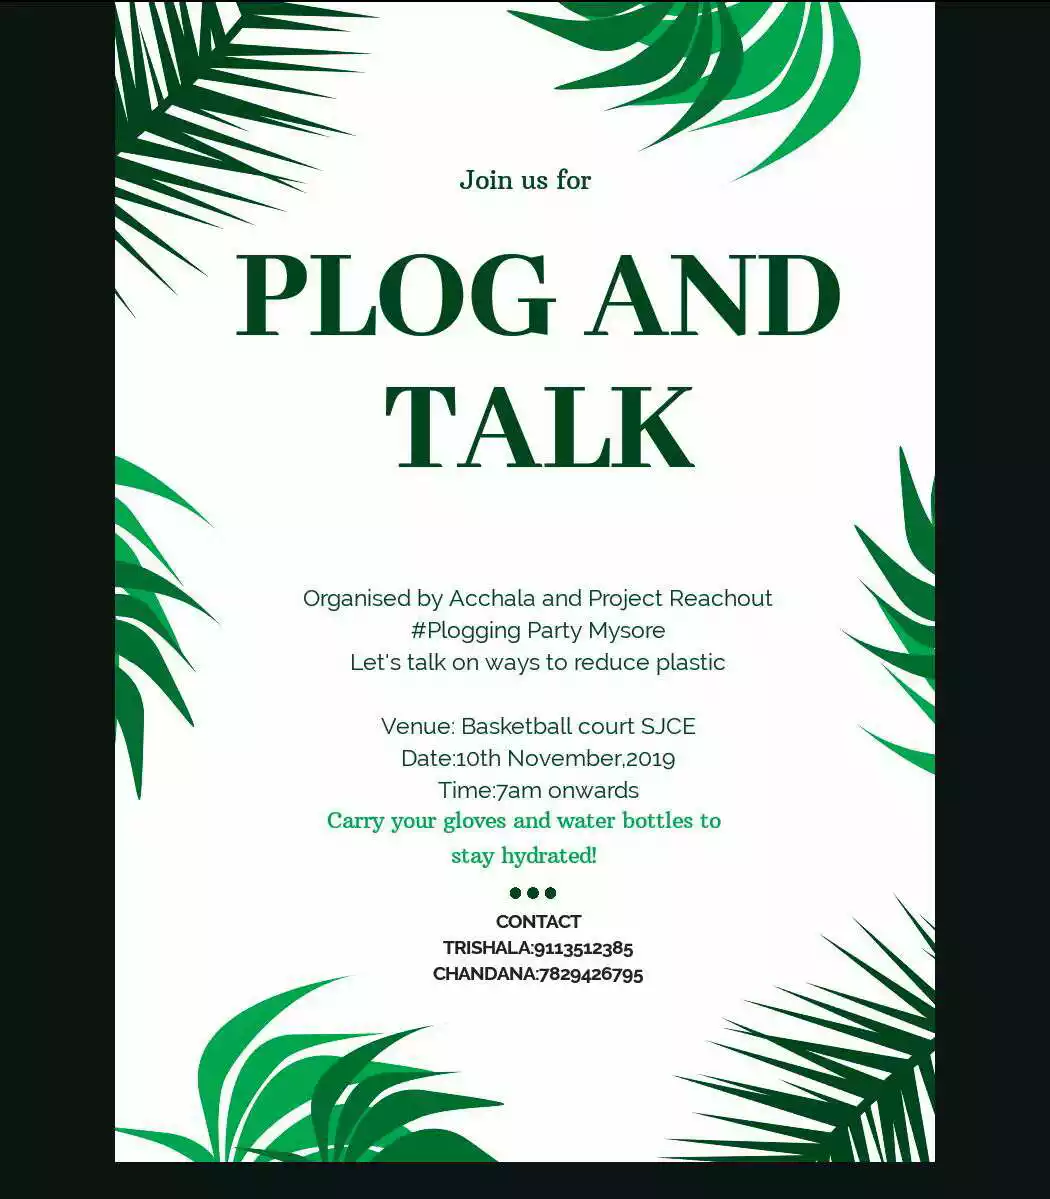 Join us for
PLOG AND
TALK
Organised by Acchala and Project Reachout
#Plogging Party Mysore
Let's talk on ways to reduce plastic
Venue: Basketball court SJCE
Date:10th November,2019
Time:7am onwards
Carry your gloves and water bottles to
stay hydrated!
CONTACT
TRISHALA:9113512385
CHANDANA:7829426795